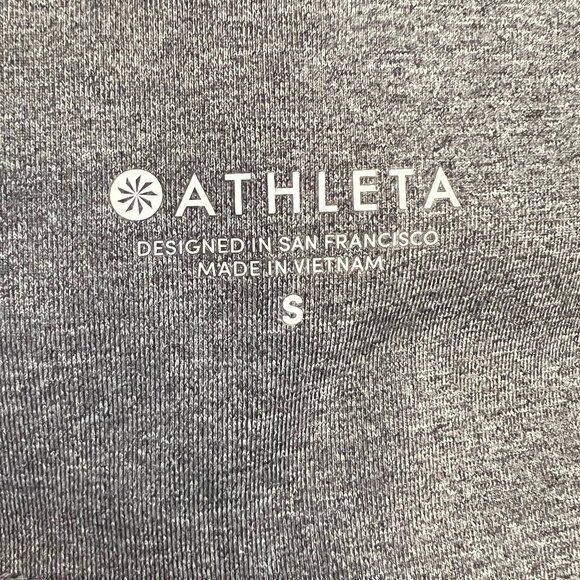 ATHLETA
DESIGNED IN SAN FRANCISCO
MADE IN VIETNAM
S